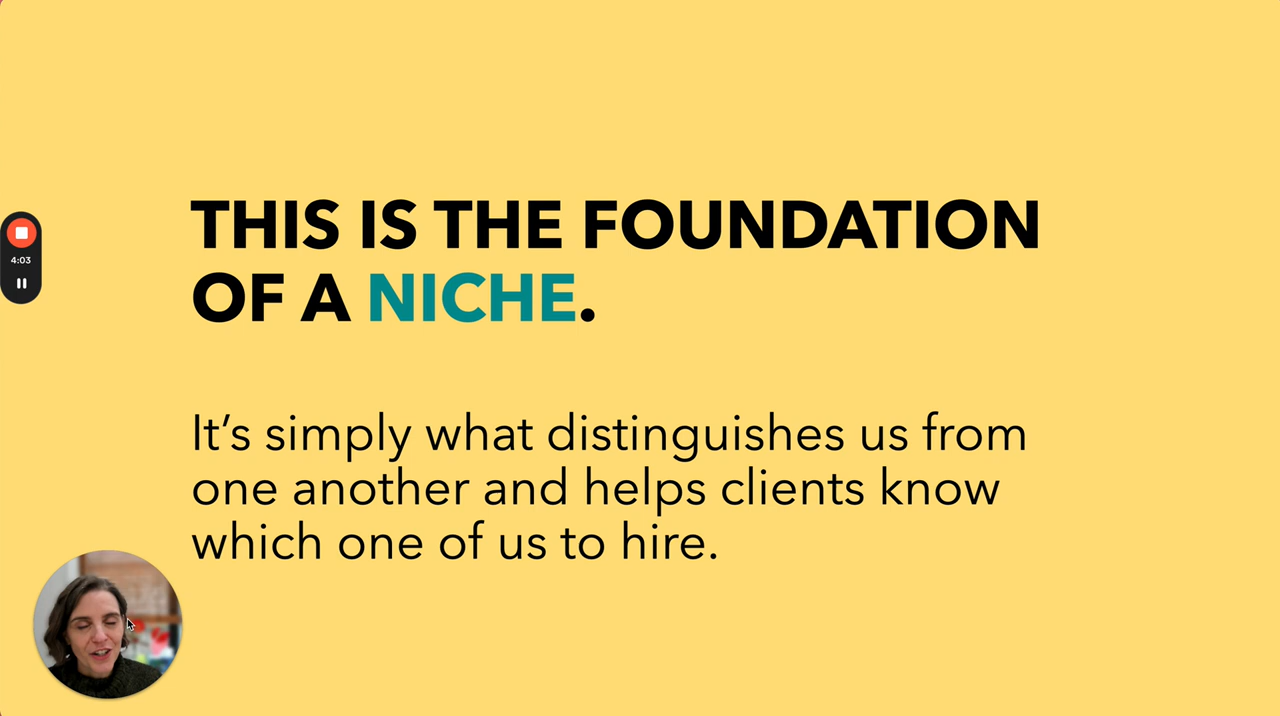 THIS IS THE FOUNDATION
OF A NICHE.
4:03
It’s simply what distinguishes us from
one another and helps clients know
which one of us to hire.